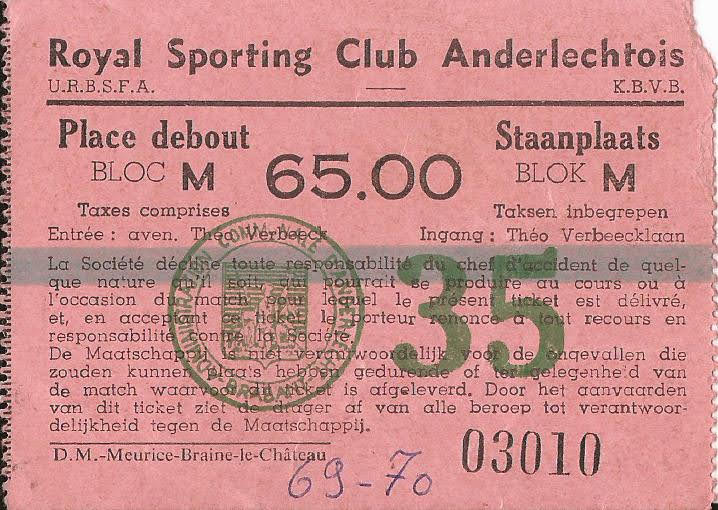 Royal Sporting Club Anderlechtois
U.R.B.S.F.A. K.B.V.B.
Place debout Staanplaats
BLOC M 65.00 BLOK M
Taxes comprises Taksen inbegrepen
Entrée : aven. Théo Verbeeck Ingang : Théo Verbeecklaan
La Société décline toute responsabilité du chef d'accident de quel-
que nature qu'il soit, qui pourrait se produire au cours ou à
l'occasion du match pour lequel le présent ticket est délivré,
et, en acceptant ce ticket, le porteur renonce à tout recours en
responsabilité contre la Société.
De Maatschappij is niet verantwoordelijk voor de ongevallen die
zouden kunnen plaats hebben gedurende of ter gelegenheid van
de match waarvoor dit ticket is afgeleverd. Door het aanvaarden
van dit ticket ziet de drager af van alle beroep tot verantwoor-
delijkheid tegen de Maatschappij.
35
D.M.-Meurice-Braine-le-Château
03010
69-70